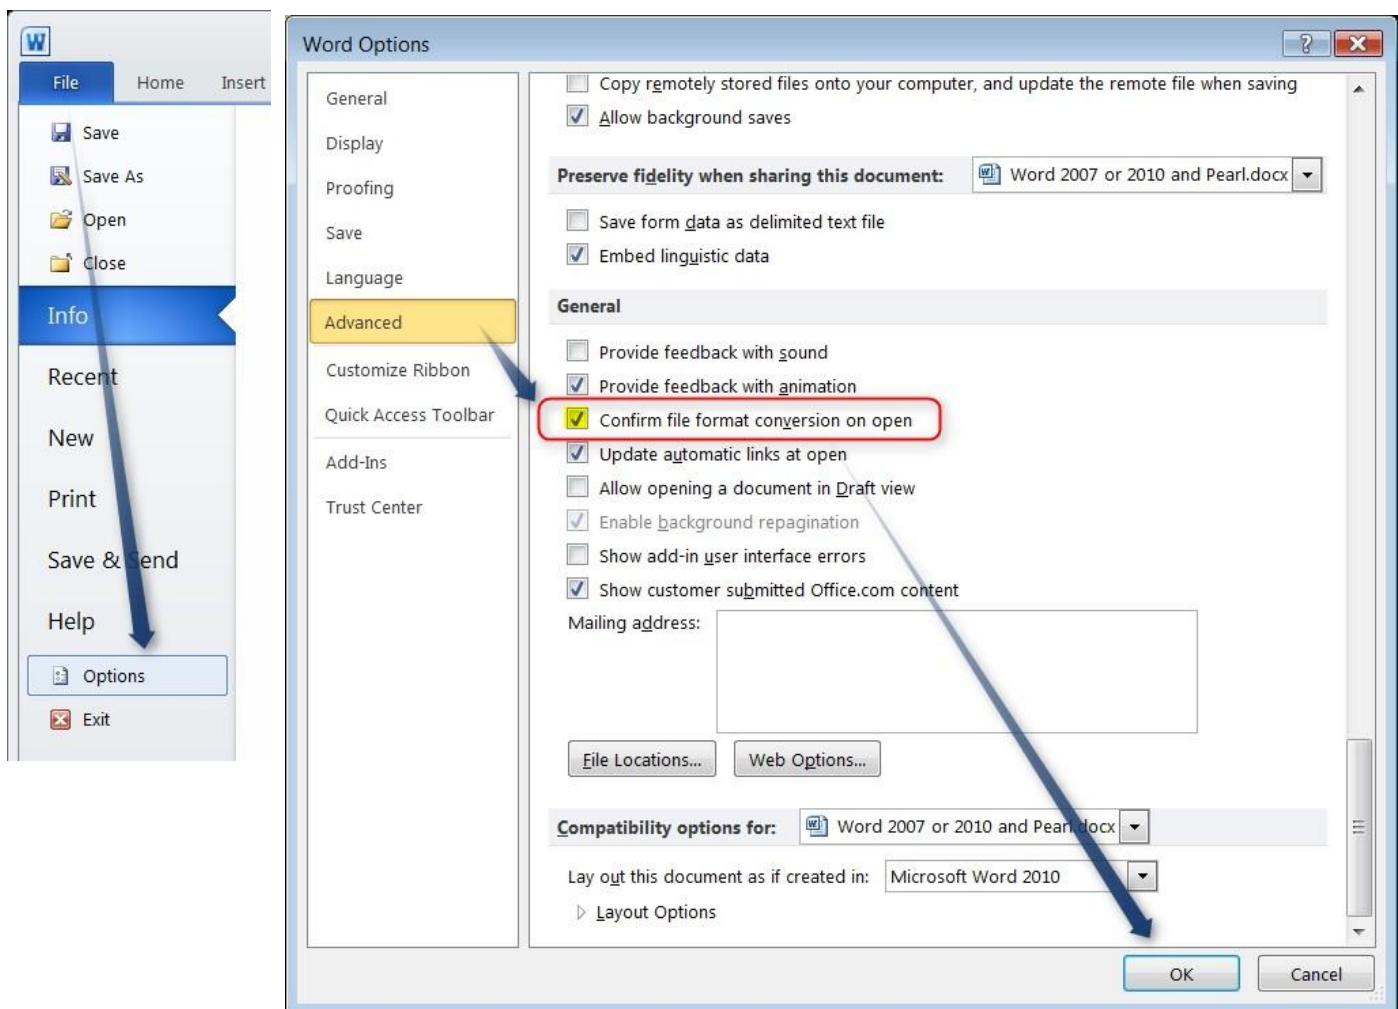 W
File Home Insert
Save
Save As
Open
Close
Info
Recent
New
Print
Save & Send
Help
Options
Exit
Word Options
General
Display
Proofing
Save
Language
Advanced
Customize Ribbon
Quick Access Toolbar
Add-Ins
Trust Center
Copy remotely stored files onto your computer, and update the remote file when saving
Allow background saves
Preserve fidelity when sharing this document: Word 2007 or 2010 and Pearl.docx
Save form data as delimited text file
Embed linguistic data
General
Provide feedback with sound
Provide feedback with animation
Confirm file format conversion on open
Update automatic links at open
Allow opening a document in Draft view
Enable background repagination
Show add-in user interface errors
Show customer submitted Office.com content
Mailing address:
File Locations... Web Options...
Compatibility options for: Word 2007 or 2010 and Pearl.docx
Lay out this document as if created in: Microsoft Word 2010
Layout Options
OK Cancel